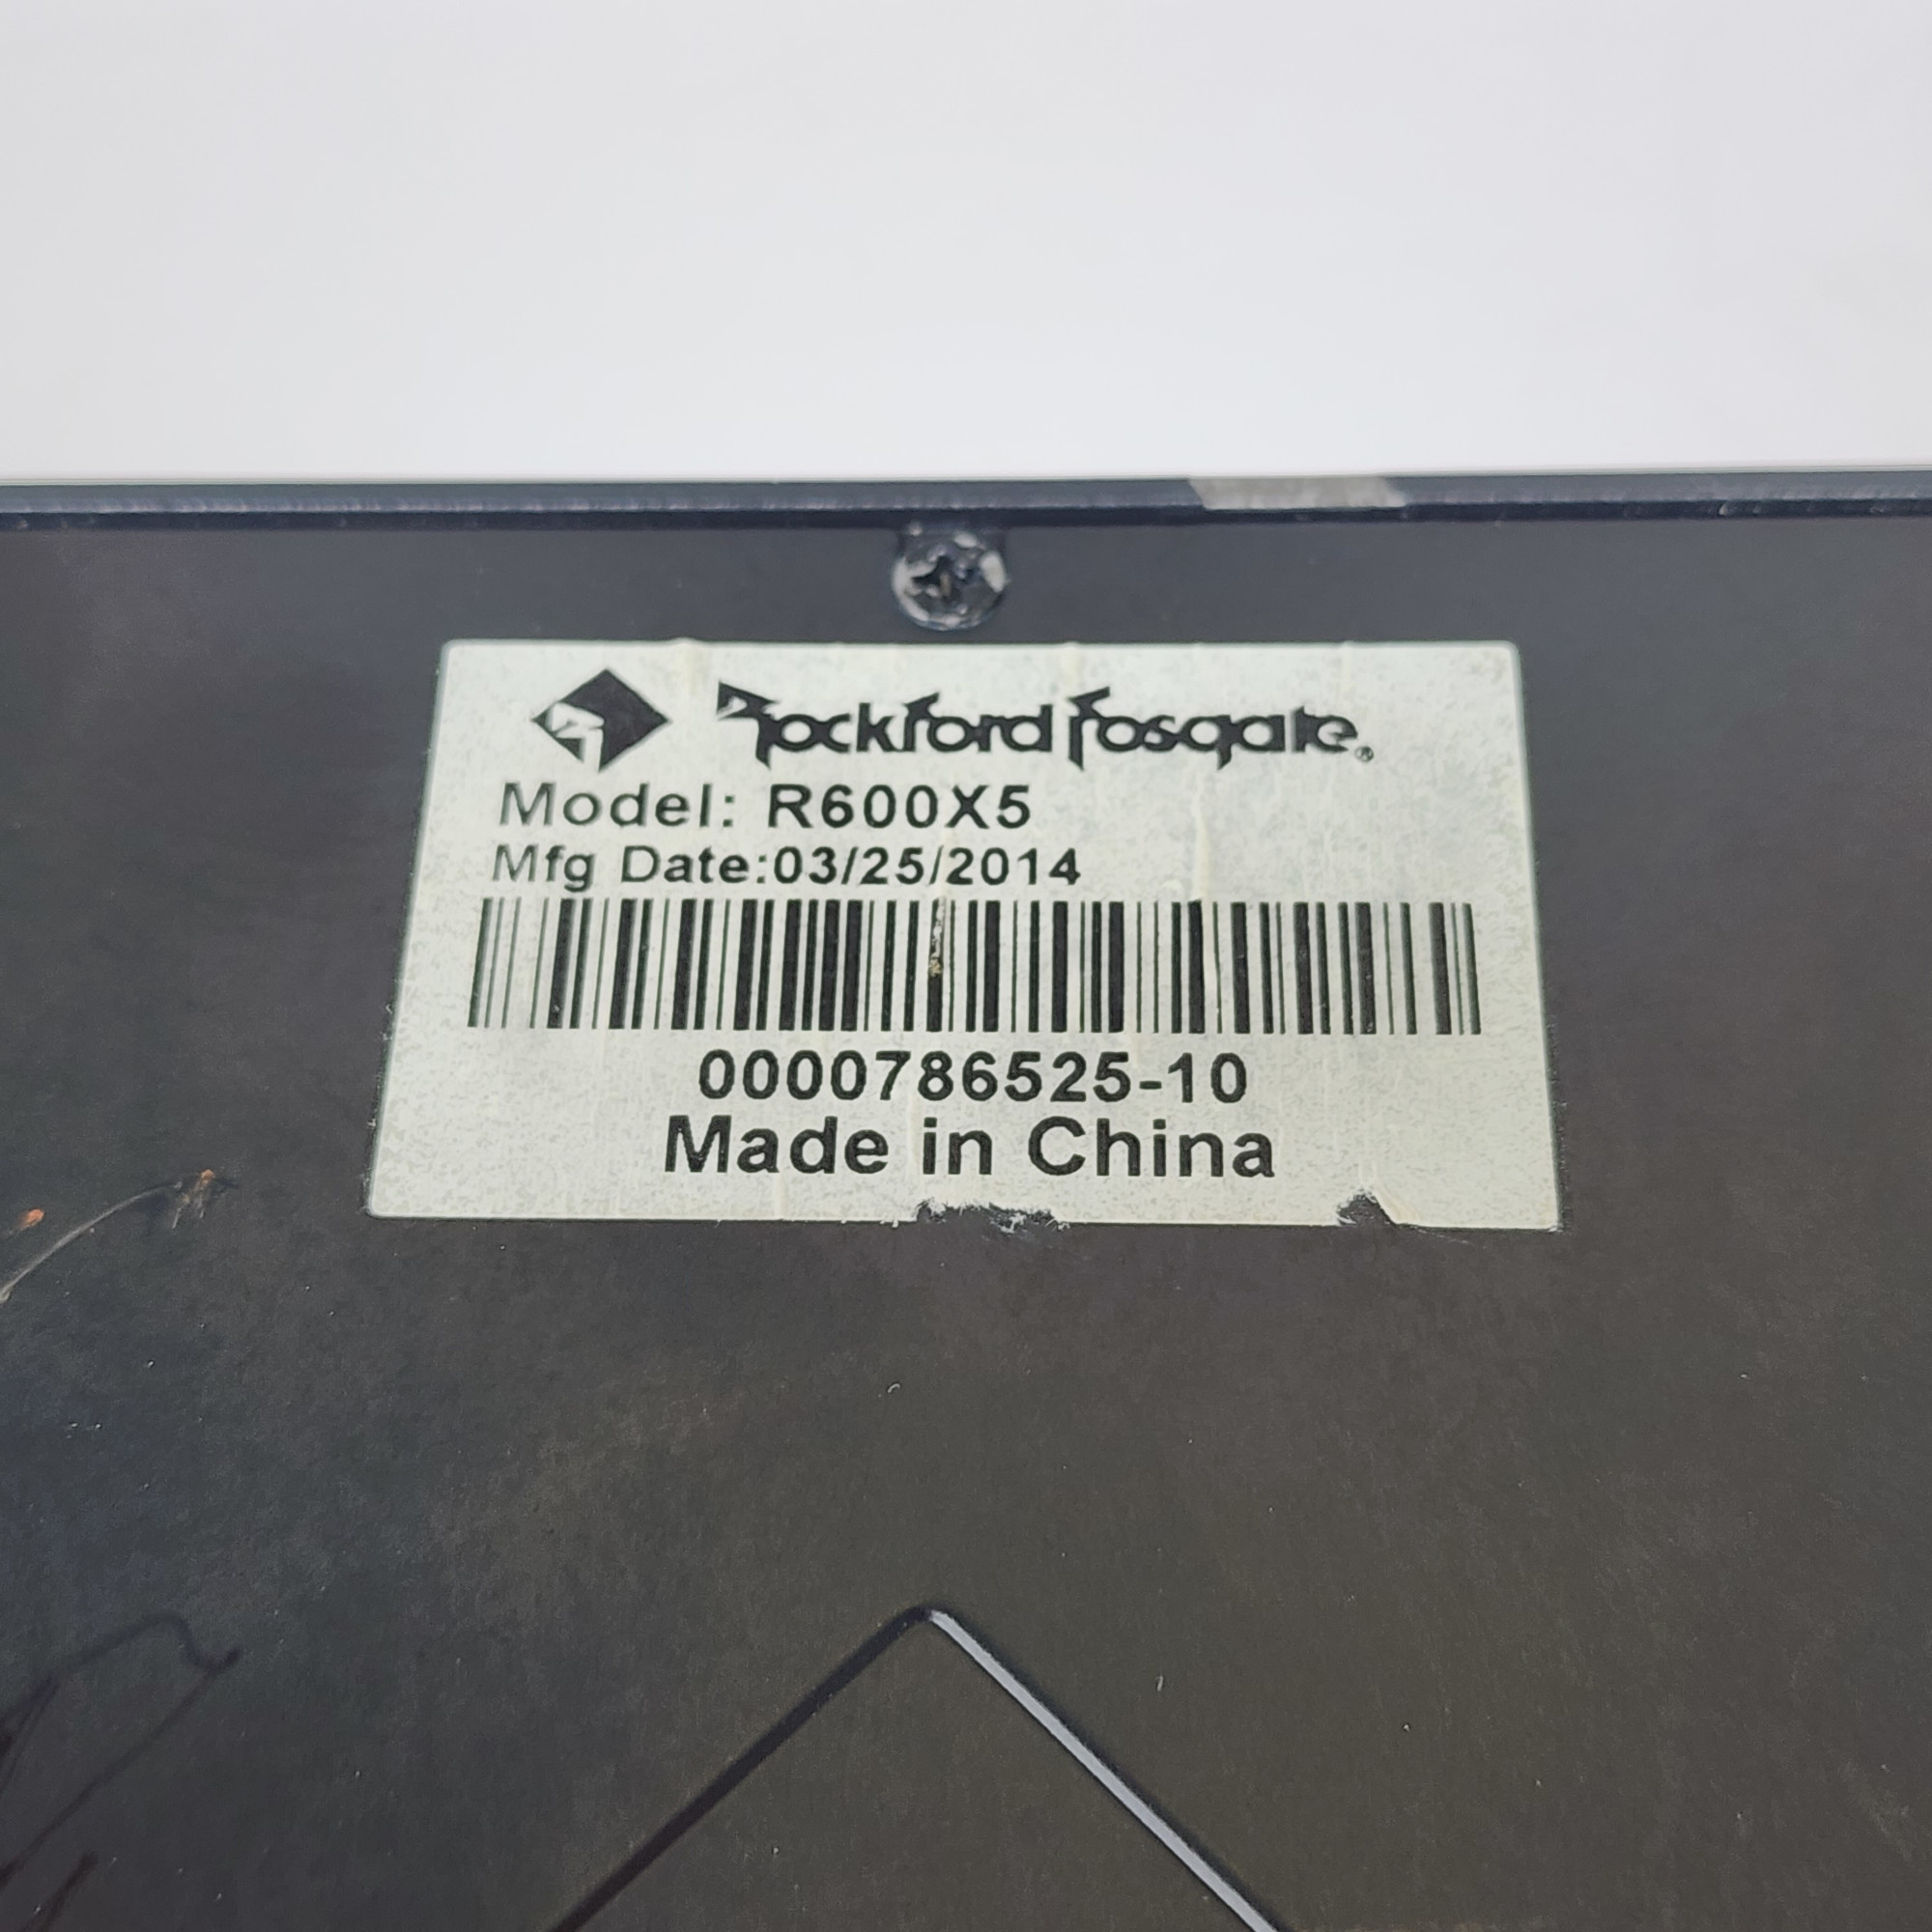 Rockford Fosgate®
Model: R600X5
Mfg Date:03/25/2014
0000786525-10
Made in China